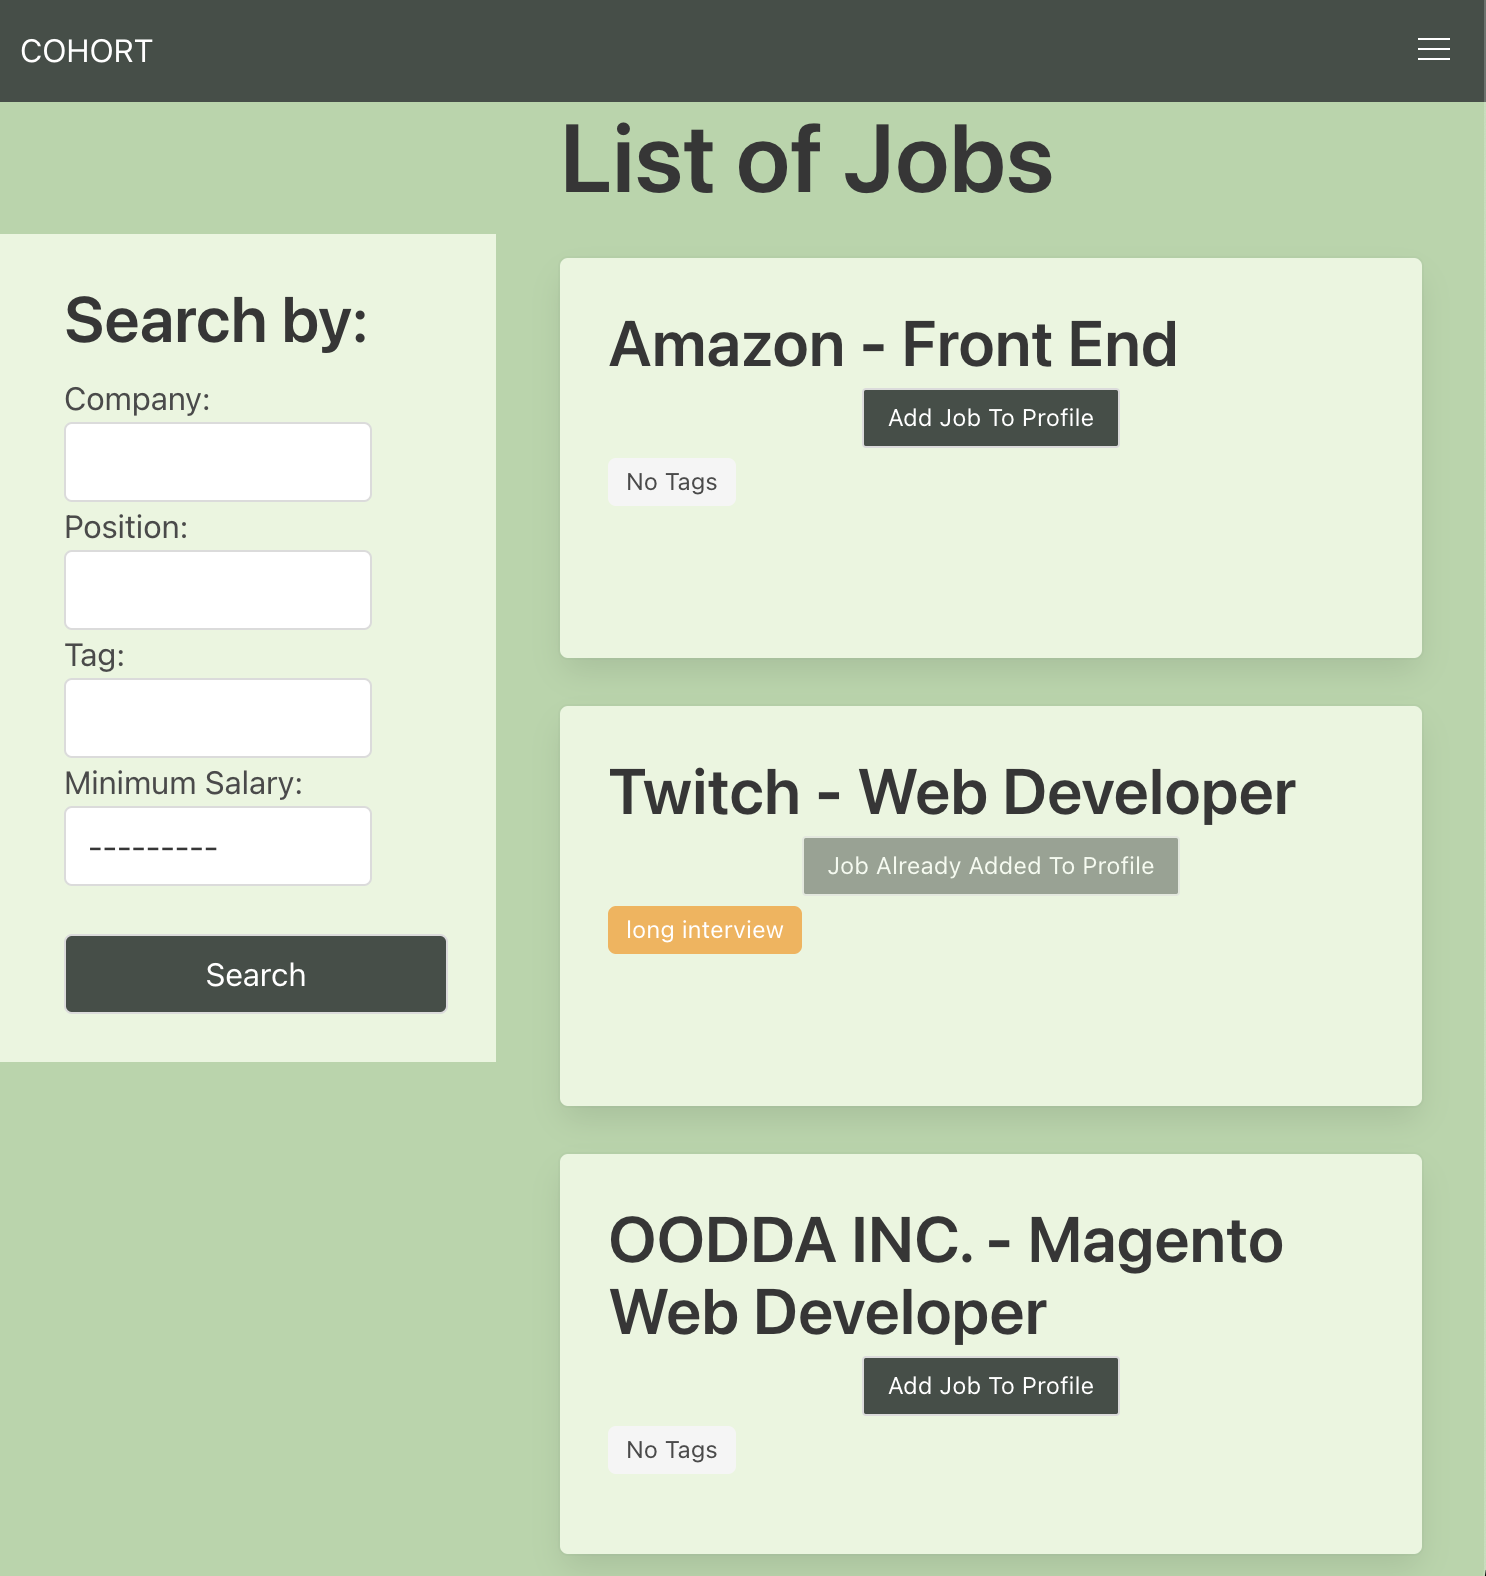 COHORT
List of Jobs
Search by:
Company:
Position:
Tag:
Minimum Salary:
---------
Search
Amazon - Front End
Add Job To Profile
No Tags
Twitch - Web Developer
Job Already Added To Profile
long interview
OODDA INC. - Magento
Web Developer
Add Job To Profile
No Tags